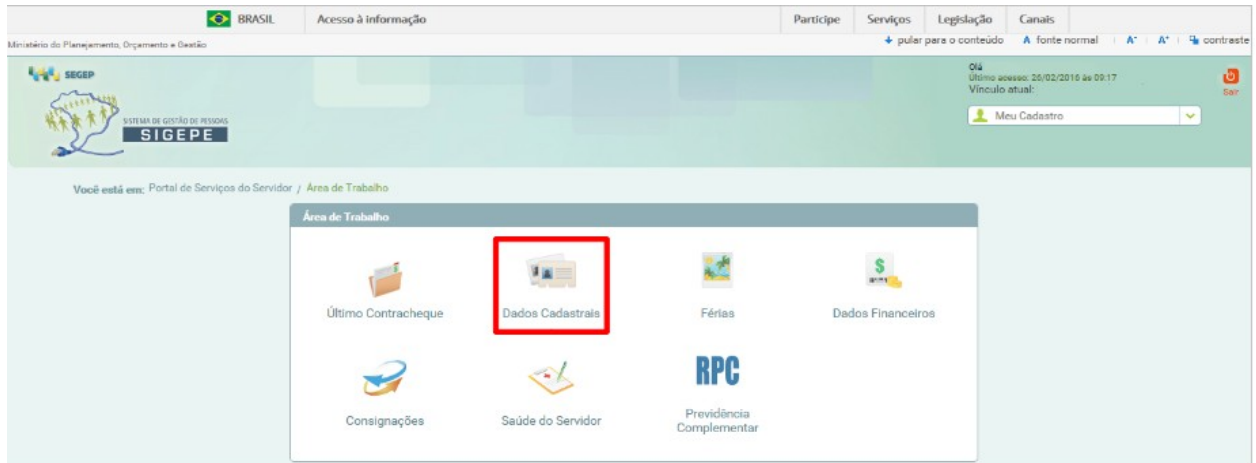 BRASIL Acesso à informação Participe Serviços Legislação Canais
Ministério do Planejamento, Orçamento e Gestão pular para o conteúdo A fonte normal A- A+ contraste
SEGEP
SISTEMA DE GESTÃO DE PESSOAS
SIGEPE
Olá
Último acesso: 26/02/2016 às 09:17
Vínculo atual:
Sair
Meu Cadastro
Você está em: Portal de Serviços do Servidor / Área de Trabalho
Área de Trabalho
Último Contracheque Dados Cadastrais Férias Dados Financeiros
RPC
Consignações Saúde do Servidor Previdência
Complementar